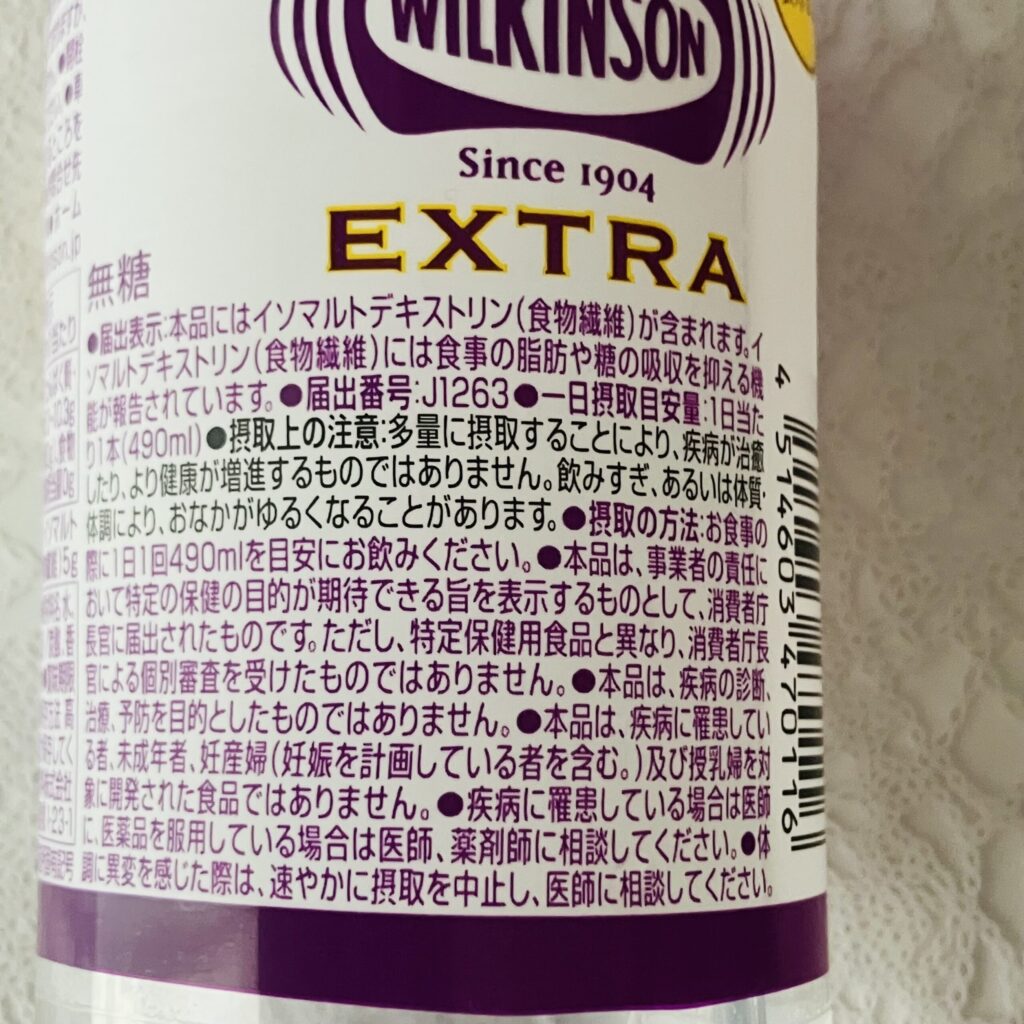 WILKINSON
Since 1904
EXTRA
無糖
●届出表示:本品にはイソマルトデキストリン(食物繊維)が含まれます。イ
ソマルトデキストリン(食物繊維)には食事の脂肪や糖の吸収を抑える機
能が報告されています。●届出番号:J1263●一日摂取目安量:1日当た
り1本(490ml)●摂取上の注意:多量に摂取することにより、疾病が治癒
したり、より健康が増進するものではありません。飲みすぎ、あるいは体質・
体調により、おなかがゆるくなることがあります。●摂取の方法:お食事の
際に1日1回490mlを目安にお飲みください。●本品は、事業者の責任に
おいて特定の保健の目的が期待できる旨を表示するものとして、消費者庁
長官に届出されたものです。ただし、特定保健用食品と異なり、消費者庁長
官による個別審査を受けたものではありません。●本品は、疾病の診断、
治療、予防を目的としたものではありません。●本品は、疾病に罹患してい
る者、未成年者、妊産婦(妊娠を計画している者を含む。)及び授乳婦を対
象に開発された食品ではありません。●疾病に罹患している場合は医師
に、医薬品を服用している場合は医師、薬剤師に相談してください。●体
調に異変を感じた際は、速やかに摂取を中止し、医師に相談してください。
4 514603 470116